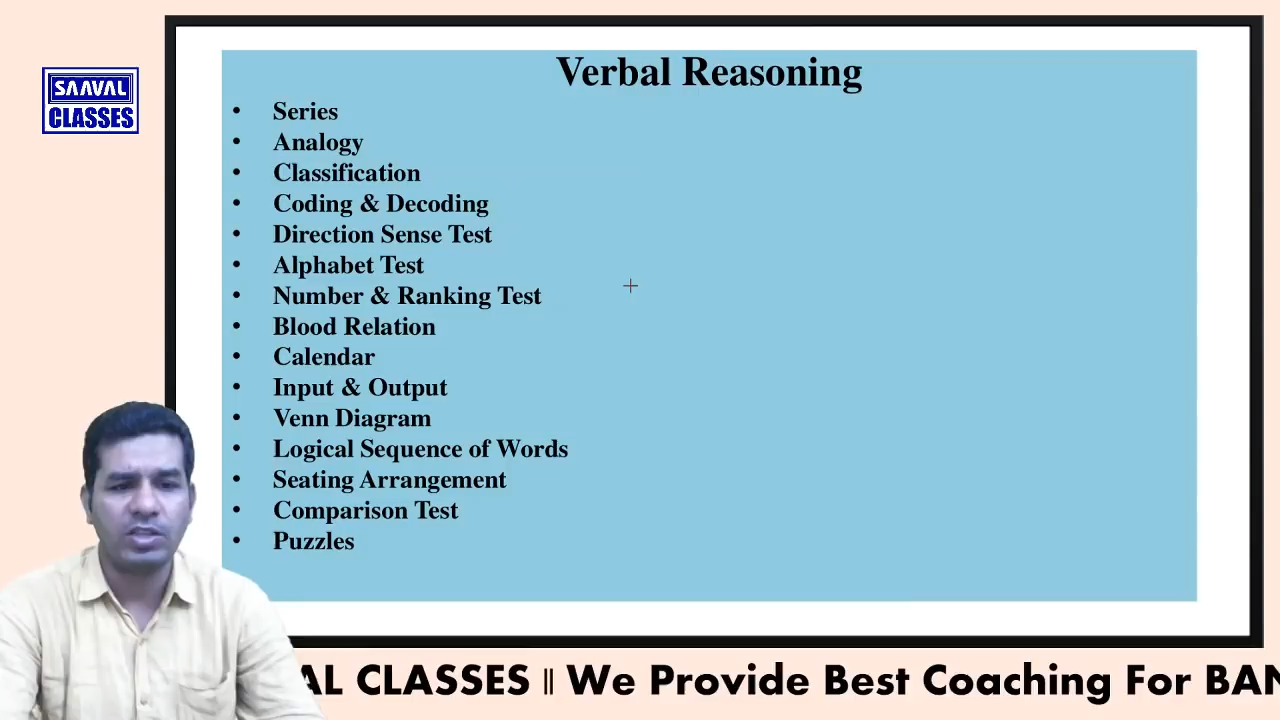 SAAVAL
CLASSES
Verbal Reasoning
• Series
• Analogy
• Classification
• Coding & Decoding
• Direction Sense Test
• Alphabet Test
• Number & Ranking Test
• Blood Relation
• Calendar
• Input & Output
• Venn Diagram
• Logical Sequence of Words
• Seating Arrangement
• Comparison Test
• Puzzles
AL CLASSES || We Provide Best Coaching For BAN